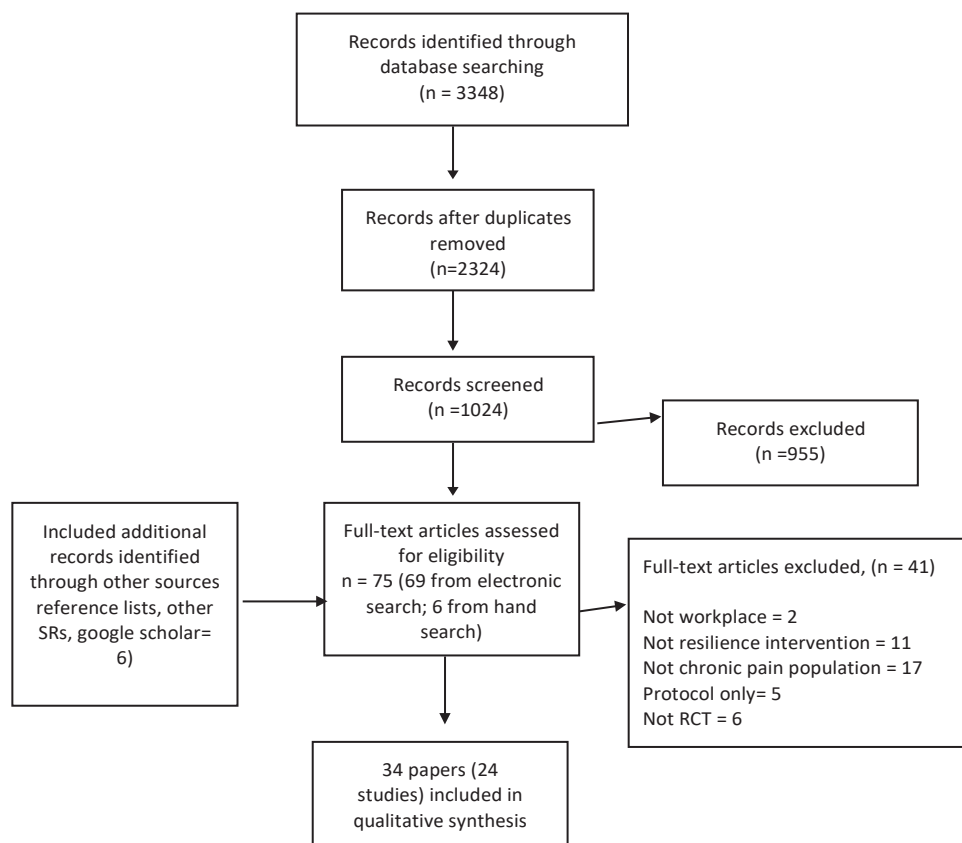 Records identified through
database searching
(n = 3348)
Records after duplicates
removed
(n=2324)
Records screened
(n =1024)
Records excluded
(n =955)
Included additional
records identified
through other sources
reference lists, other
SRs, google scholar=
6)
Full-text articles assessed
for eligibility
n = 75 (69 from electronic
search; 6 from hand
search)
Full-text articles excluded, (n = 41)
Not workplace = 2
Not resilience intervention = 11
Not chronic pain population = 17
Protocol only= 5
Not RCT = 6
34 papers (24
studies) included in
qualitative synthesis